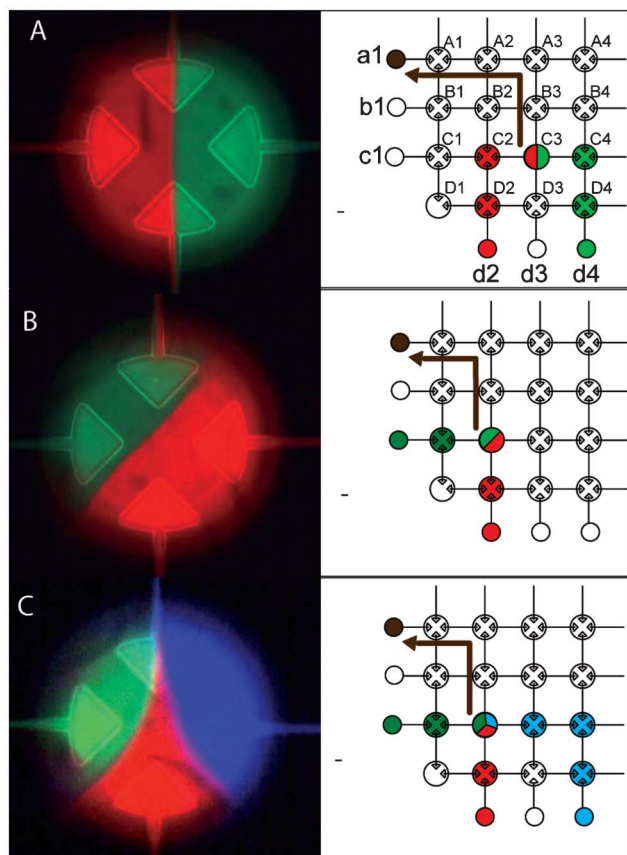 A
A1 A2 A3 A4
a1
B1 B2 B3 B4
b1
C1 C2 C3 C4
c1
D1 D2 D3 D4
-
d2 d3 d4
B
-
C
-